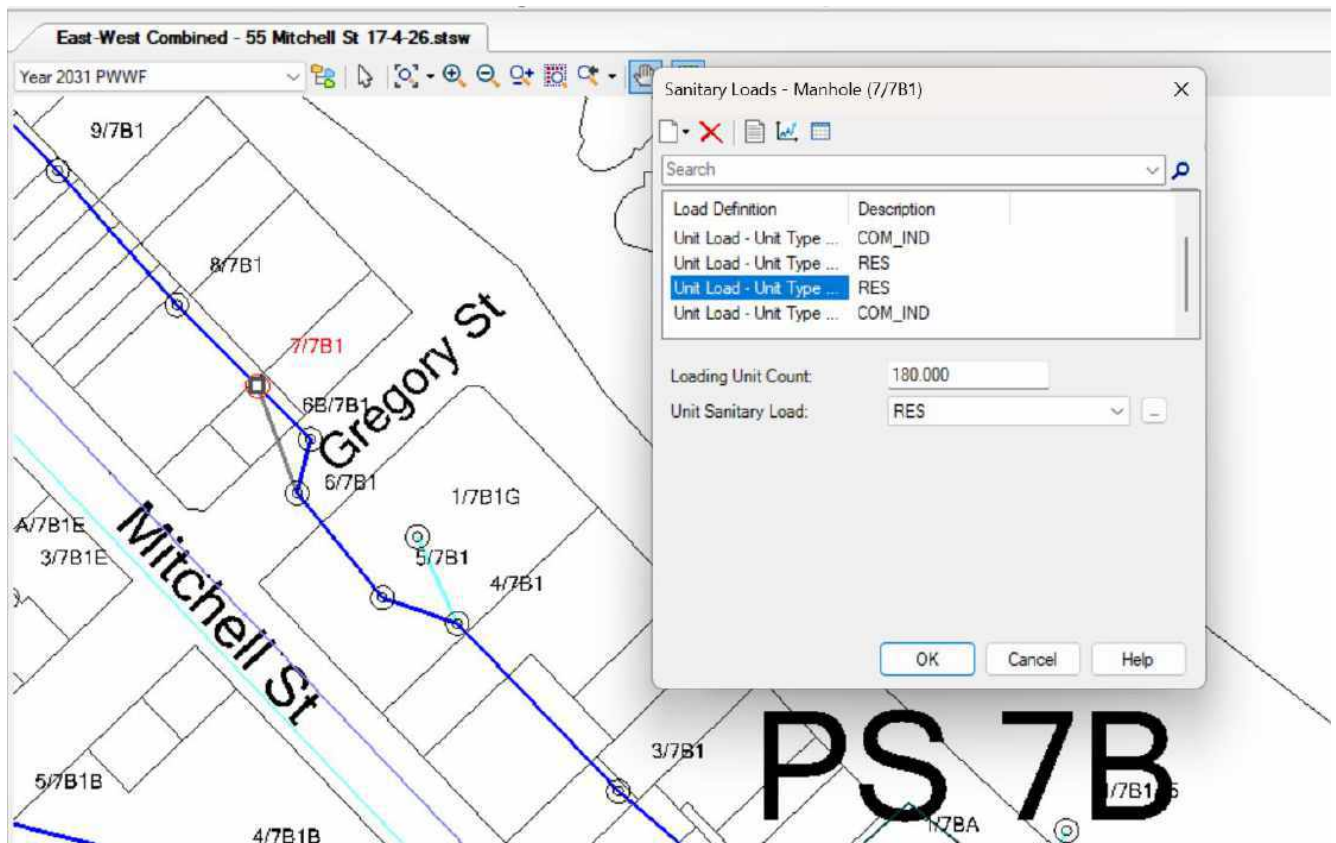 East-West Combined - 55 Mitchell St 17-4-26.stsw
Year 2031 PWWF
Sanitary Loads - Manhole (7/7B1)
Search
Load Definition Description
Unit Load - Unit Type ... COM_IND
Unit Load - Unit Type ... RES
Unit Load - Unit Type ... RES
Unit Load - Unit Type ... COM_IND
Loading Unit Count: 180.000
Unit Sanitary Load: RES
...
OK Cancel Help
9/7B1
8/7B1
7/7B1
6B/7B1
Gregory St
6/7B1
1/7B1G
5/7B1
4/7B1
A/7B1E
3/7B1E
Mitchell St
3/7B1
PS 7B
5/7B1B
4/7B1B
1/7BA